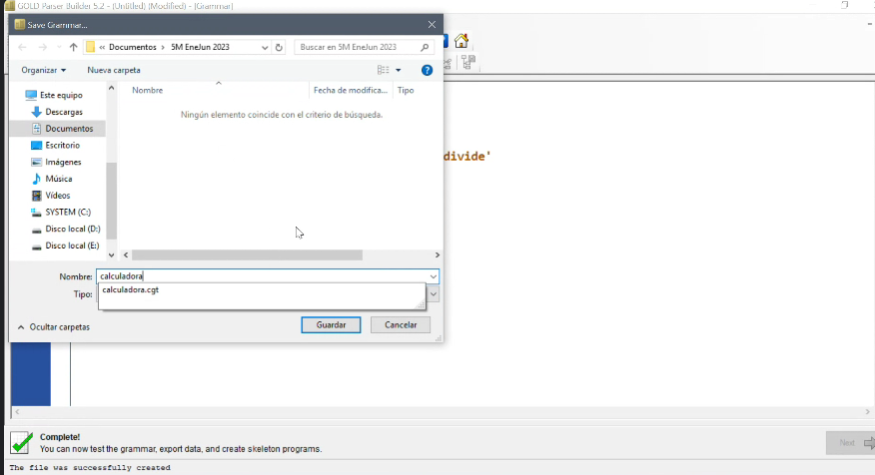 GOLD Parser Builder 5.2 - (Untitled) (Modified) - [Grammar]
Save Grammar...
« Documentos › 5M EneJun 2023
Buscar en 5M EneJun 2023
Organizar
Nueva carpeta
Nombre
Fecha de modifica...
Tipo
Ningún elemento coincide con el criterio de búsqueda.
Este equipo
Descargas
Documentos
Escritorio
Imágenes
Música
Vídeos
SYSTEM (C:)
Disco local (D:)
Disco local (E:)
divide'
Nombre: calculadora
calculadora.cgt
Tipo:
Ocultar carpetas
Guardar
Cancelar
Complete!
You can now test the grammar, export data, and create skeleton programs.
Next
The file was successfully created